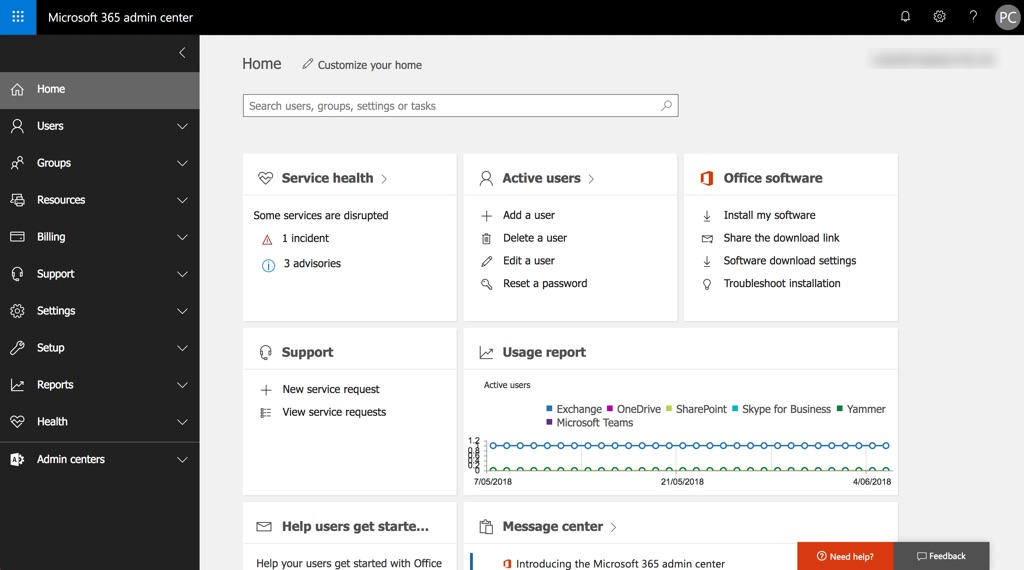 Microsoft 365 admin center
PC
Home
Users
Groups
Resources
Billing
Support
Settings
Setup
Reports
Health
Admin centers
Home
Customize your home
Search users, groups, settings or tasks
Service health
Some services are disrupted
1 incident
3 advisories
Active users
Add a user
Delete a user
Edit a user
Reset a password
Office software
Install my software
Share the download link
Software download settings
Troubleshoot installation
Support
New service request
View service requests
Usage report
Active users
Exchange OneDrive SharePoint Skype for Business Yammer
Microsoft Teams
1.2
1
0.8
0.6
0.4
0.2
0
7/05/2018 21/05/2018 4/06/2018
Help users get starte...
Help your users get started with Office
Message center
Introducing the Microsoft 365 admin center
Need help?
Feedback